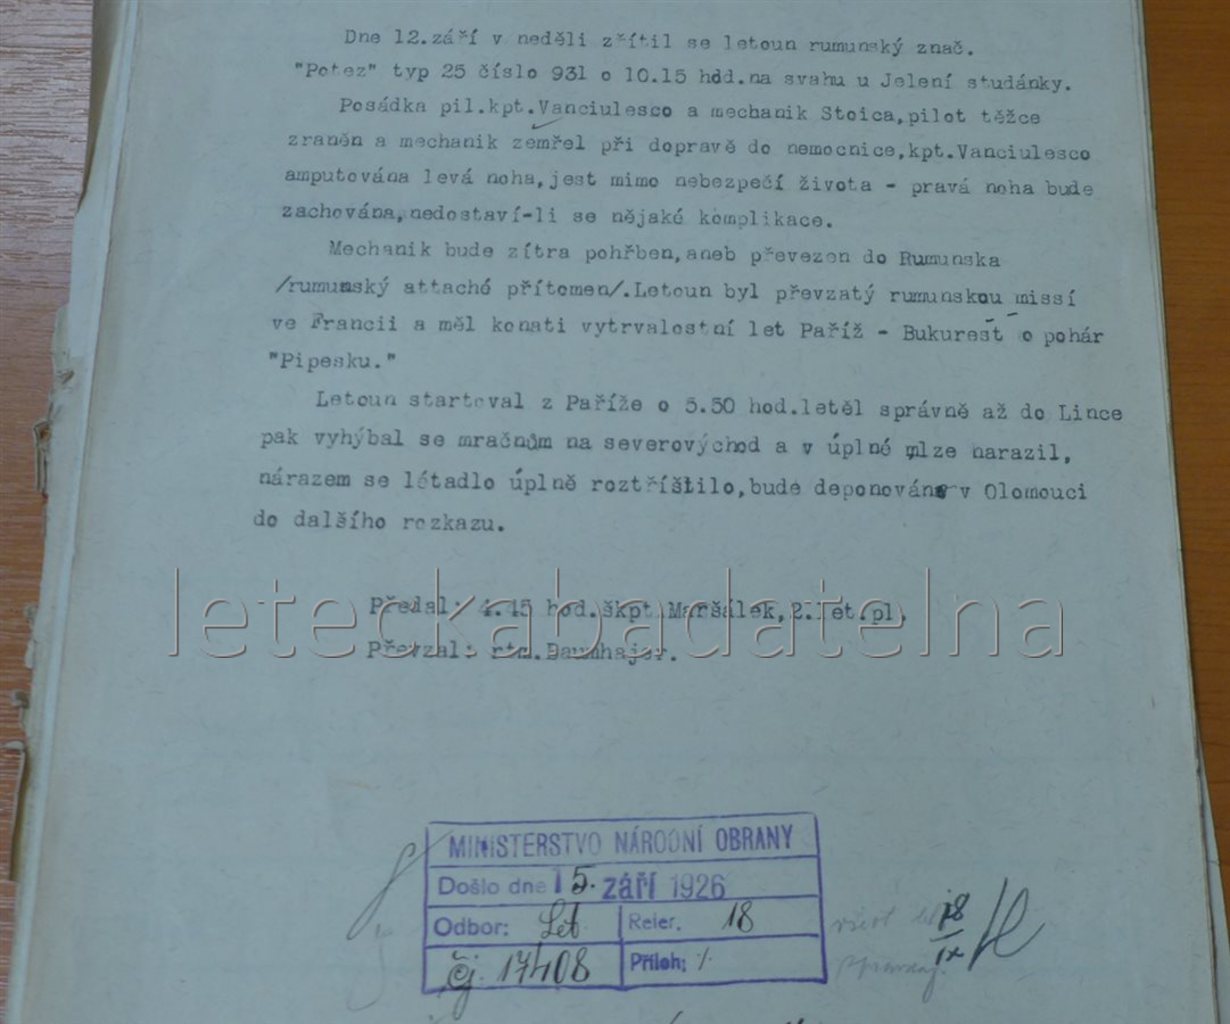 Dne 12.září v neděli zřítil se letoun rumunský znač.
"Potez" typ 25 číslo 931 o 10.15 hod.na svahu u Jelení studánky.
Posádka pil.kpt.Vanciulesco a mechanik Stoica,pilot těžce
zraněn a mechanik zemřel při dopravě do nemocnice,kpt.Vanciulesco
amputována levá noha,jest mimo nebezpečí života - pravá noha bude
zachována,nedostaví-li se nějaké komplikace.
Mechanik bude zítra pohřben,aneb převezen do Rumunska
/rumunský attaché přítomen/.Letoun byl převzatý rumunskou missí
ve Francii a měl konati vytrvalostní let Paříž - Bukurešt o pohár
"Pipesku."
Letoun startoval z Paříže o 5.50 hod.letěl správně až do Lince
pak vyhýbal se mračnům na severovýchod a v úplné mlze narazil,
nárazem se létadlo úplně roztříštilo,bude deponováno v Olomouci
do dalšího rozkazu.
leteckabadatelna
Předal: 4.45 hod.škpt.Maršálek,2.let.pl.
Převzal: rtm.Baumhajer.
MINISTERSTVO NÁRODNÍ OBRANY
Došlo dne 15. září 1926
Odbor: Let Refer. 18
čj. 17408 Příloh: /
18
IX